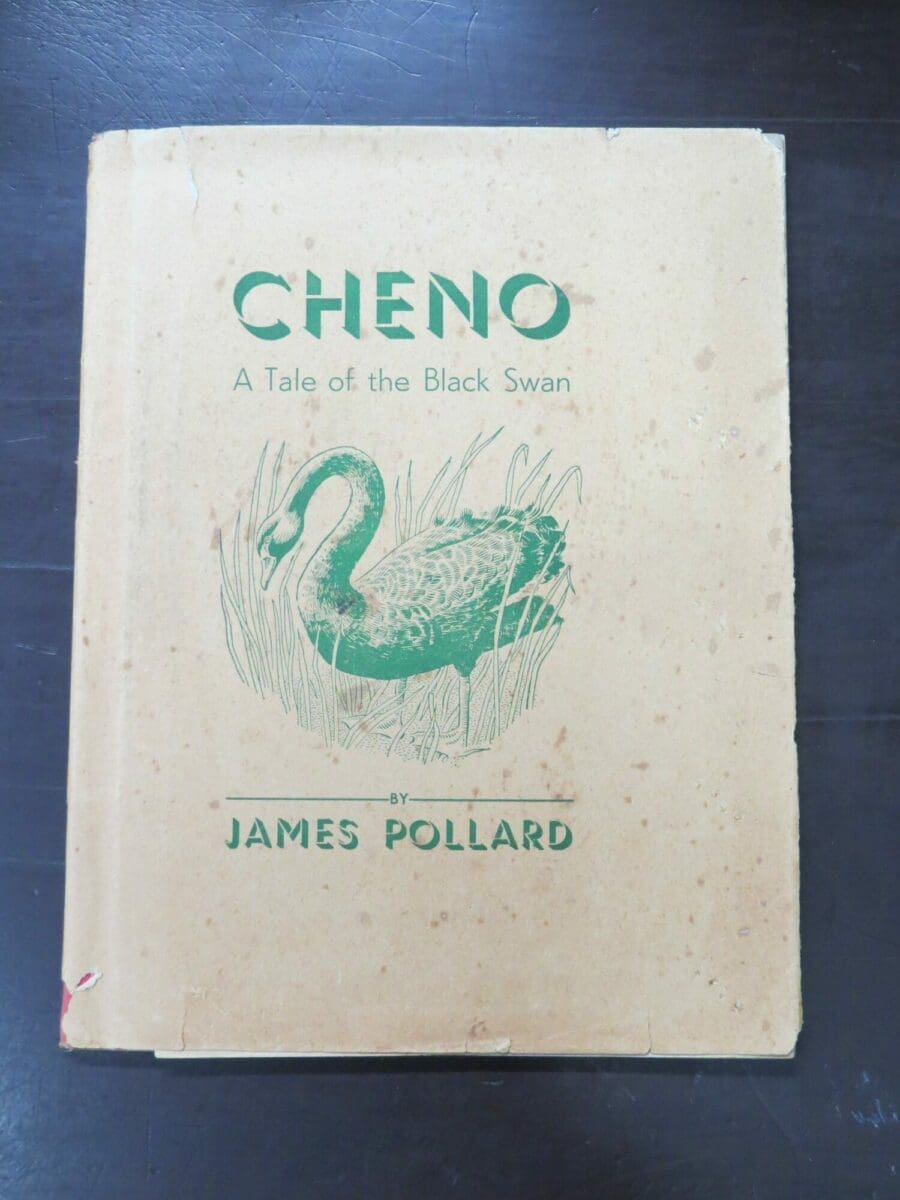 CHENO
A Tale of the Black Swan
BY
JAMES POLLARD